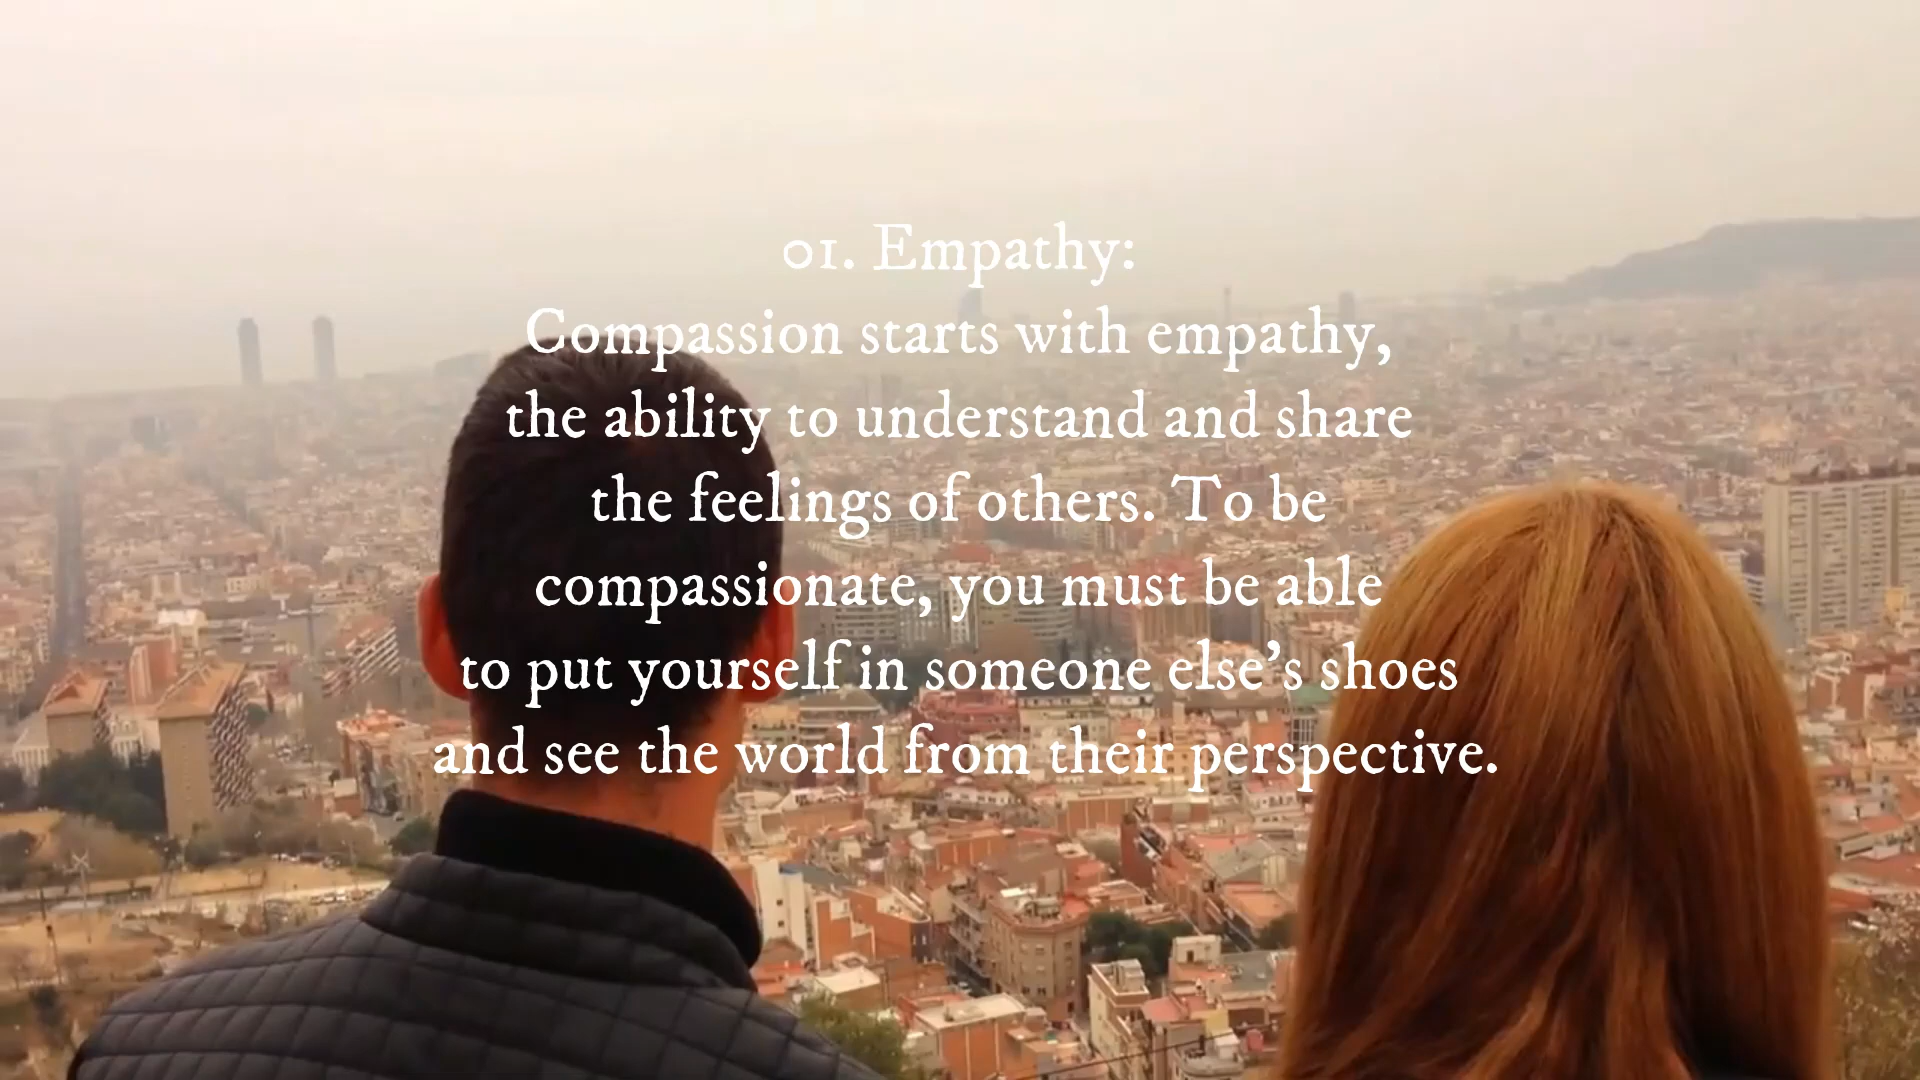 01. Empathy:
Compassion starts with empathy,
the ability to understand and share
the feelings of others. To be
compassionate, you must be able
to put yourself in someone else’s shoes
and see the world from their perspective.